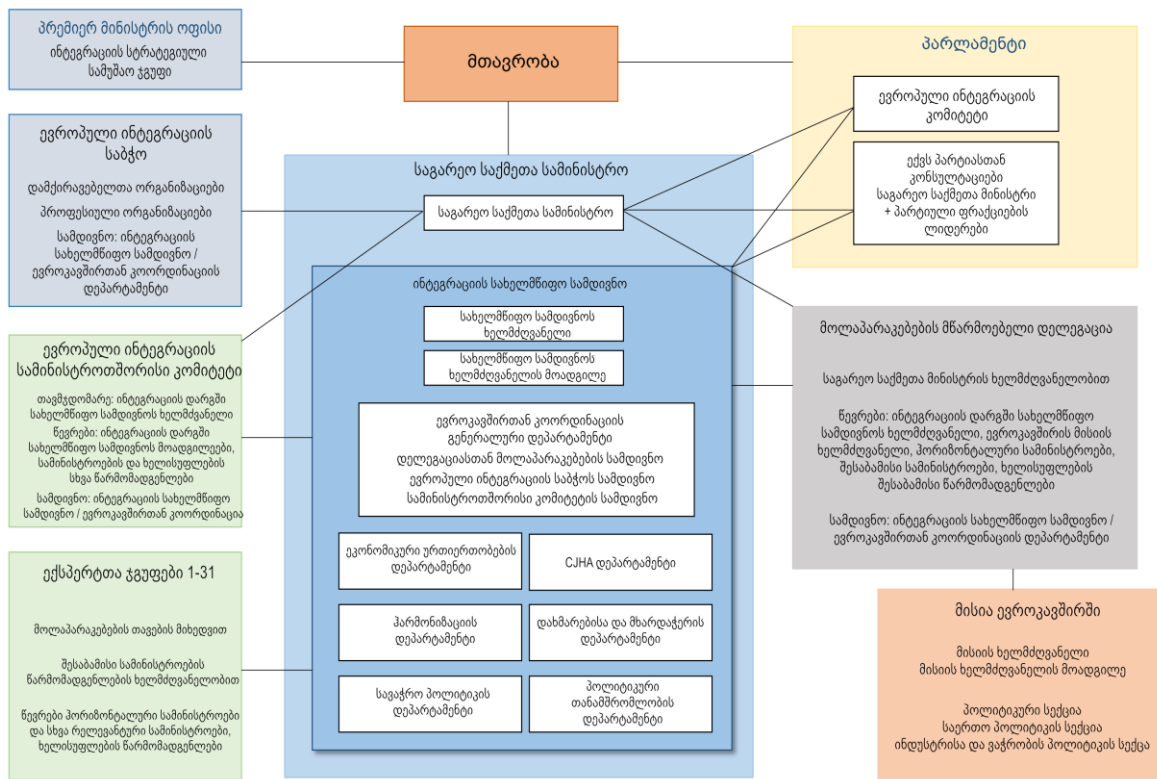 პრემიერ მინისტრის ოფისი
ინტეგრაციის სტრატეგიული
სამუშაო ჯგუფი
მთავრობა
პარლამენტი
ევროპული ინტეგრაციის
კომიტეტი
ექვს პარტიასთან
კონსულტაციები
საგარეო საქმეთა მინისტრი
+ პარტიული ფრაქციების
ლიდერები
ევროპული ინტეგრაციის
საბჭო
დამქირავებელთა ორგანიზაციები
პროფესიული ორგანიზაციები
სამდივნო: ინტეგრაციის
სახელმწიფო სამდივნო /
ევროკავშირთან კოორდინაციის
დეპარტამენტი
საგარეო საქმეთა სამინისტრო
საგარეო საქმეთა სამინისტრო
ინტეგრაციის სახელმწიფო სამდივნო
სახელმწიფო სამდივნოს
ხელმძღვანელი
სახელმწიფო სამდივნოს
ხელმძღვანელის მოადგილე
ევროკავშირთან კოორდინაციის
გენერალური დეპარტამენტი
დელეგაციასთან მოლაპარაკებების სამდივნო
ევროპული ინტეგრაციის საბჭოს სამდივნო
სამინისტროთშორისი კომიტეტის სამდივნო
ეკონომიკური ურთიერთობების
დეპარტამენტი
CJHA დეპარტამენტი
ჰარმონიზაციის
დეპარტამენტი
დახმარებისა და მხარდაჭერის
დეპარტამენტი
სავაჭრო პოლიტიკის
დეპარტამენტი
პოლიტიკური
თანამშრომლობის
დეპარტამენტი
ევროპული ინტეგრაციის
სამინისტროთშორისი კომიტეტი
თავმჯდომარე: ინტეგრაციის დარგში
სახელმწიფო სამდივნოს ხელმძვანელი
წევრები: ინტეგრაციის დარგში
სახელმწიფო სამდივნოს მოადგილეები,
სამინისტროების და ხელისუფლების
სხვა წარმომადგენლები
სამდივნო: ინტეგრაციის სახელმწიფო
სამდივნო / ევროკავშირთან კოორდინაცია
ექსპერტთა ჯგუფები 1-31
მოლაპარაკებების თავების მიხედვით
შესაბამისი სამინისტროების
წარმომადგენლების ხელმძღვანელობით
წევრები ჰორიზონტალური სამინისტროები
და სხვა რელევანტური სამინისტროები,
ხელისუფლების წარმომადგენლები
მოლაპარაკებების მწარმოებელი დელეგაცია
საგარეო საქმეთა მინისტრის ხელმძღვანელობით
წევრები: ინტეგრაციის დარგში სახელმწიფო
სამდივნოს ხელმძღვანელი, ევროკავშირის მისიის
ხელმძღვანელი, ჰორიზონტალური სამინისტროები,
შესაბამისი სამინისტროები, ხელისუფლების
შესაბამისი წარმომადგენლები
სამდივნო: ინტეგრაციის სახელმწიფო სამდივნო /
ევროკავშირთან კოორდინაციის დეპარტამენტი
მისია ევროკავშირში
მისიის ხელმძღვანელი
მისიის ხელმძღვანელის მოადგილე
პოლიტიკური სექცია
საერთო პოლიტიკის სექცია
ინდუსტრისა და ვაჭრობის პოლიტიკის სექცა